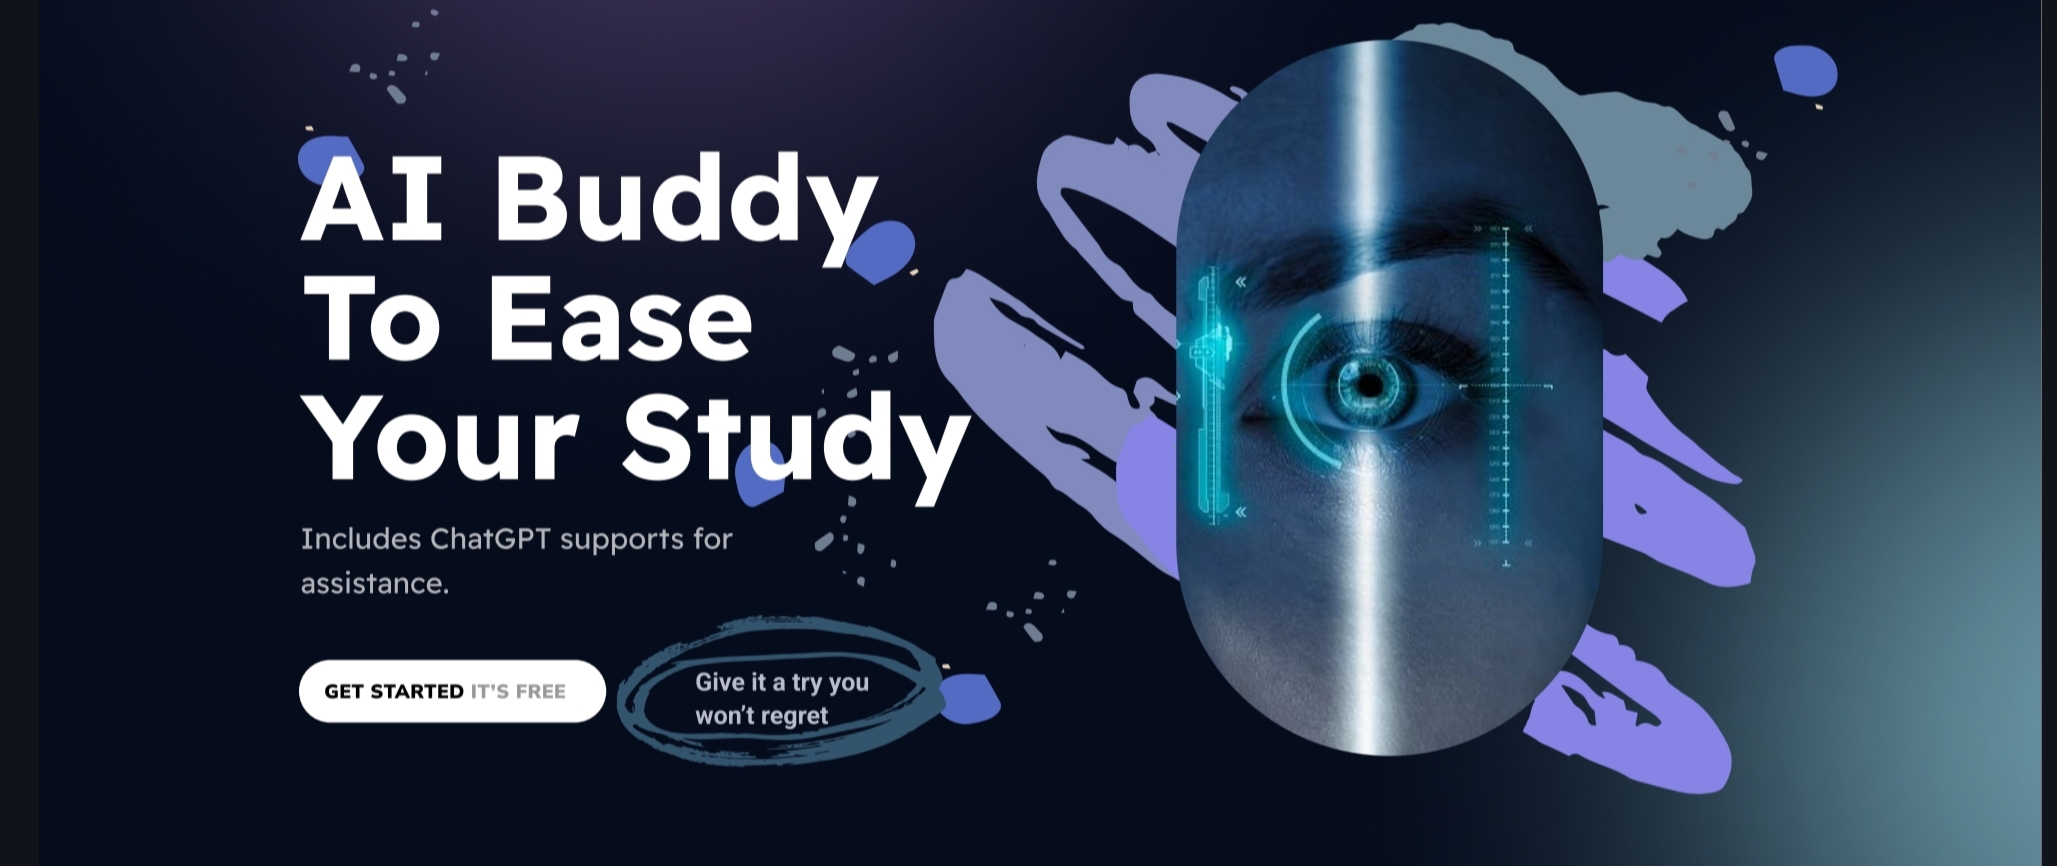 AI Buddy
To Ease
Your Study
Includes ChatGPT supports for
assistance.
GET STARTED IT'S FREE
Give it a try you
won't regret